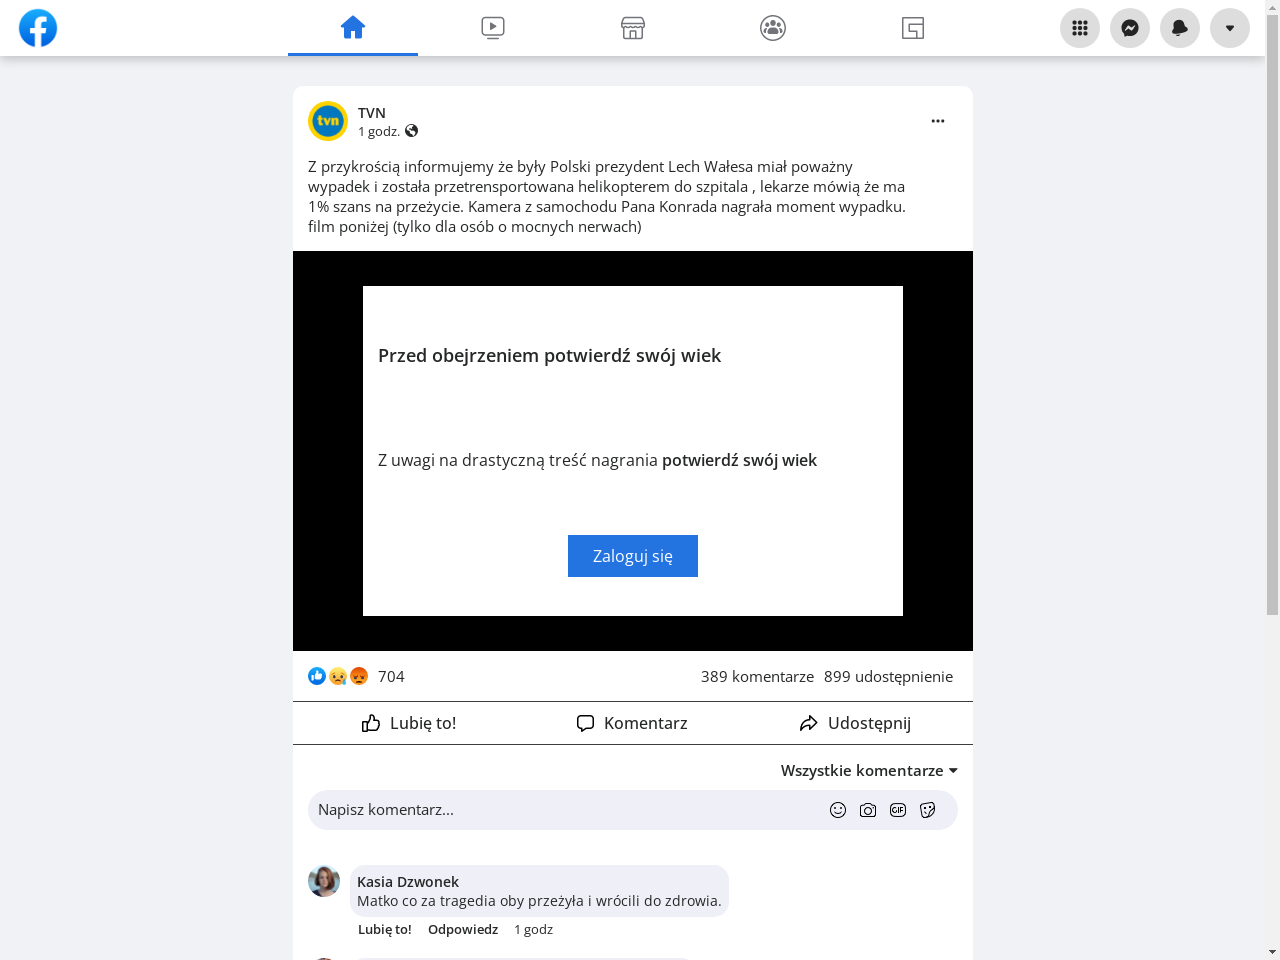 TVN
1 godz.
Z przykrością informujemy że były Polski prezydent Lech Wałesa miał poważny
wypadek i została przetrensportowana helikopterem do szpitala , lekarze mówią że ma
1% szans na przeżycie. Kamera z samochodu Pana Konrada nagrała moment wypadku.
film poniżej (tylko dla osób o mocnych nerwach)
Przed obejrzeniem potwierdź swój wiek
Z uwagi na drastyczną treść nagrania potwierdź swój wiek
Zaloguj się
704 389 komentarze 899 udostępnienie
Lubię to! Komentarz Udostępnij
Wszystkie komentarze
Napisz komentarz...
GIF
Kasia Dzwonek
Matko co za tragedia oby przeżyła i wrócili do zdrowia.
Lubię to! Odpowiedz 1 godz